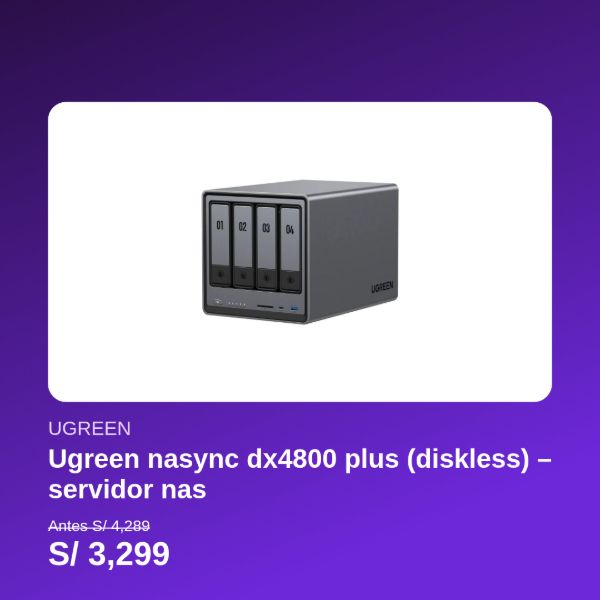 01 02 03 04
UGREEN
UGREEN
Ugreen nasync dx4800 plus (diskless) –
servidor nas
Antes S/ 4,289
S/ 3,299